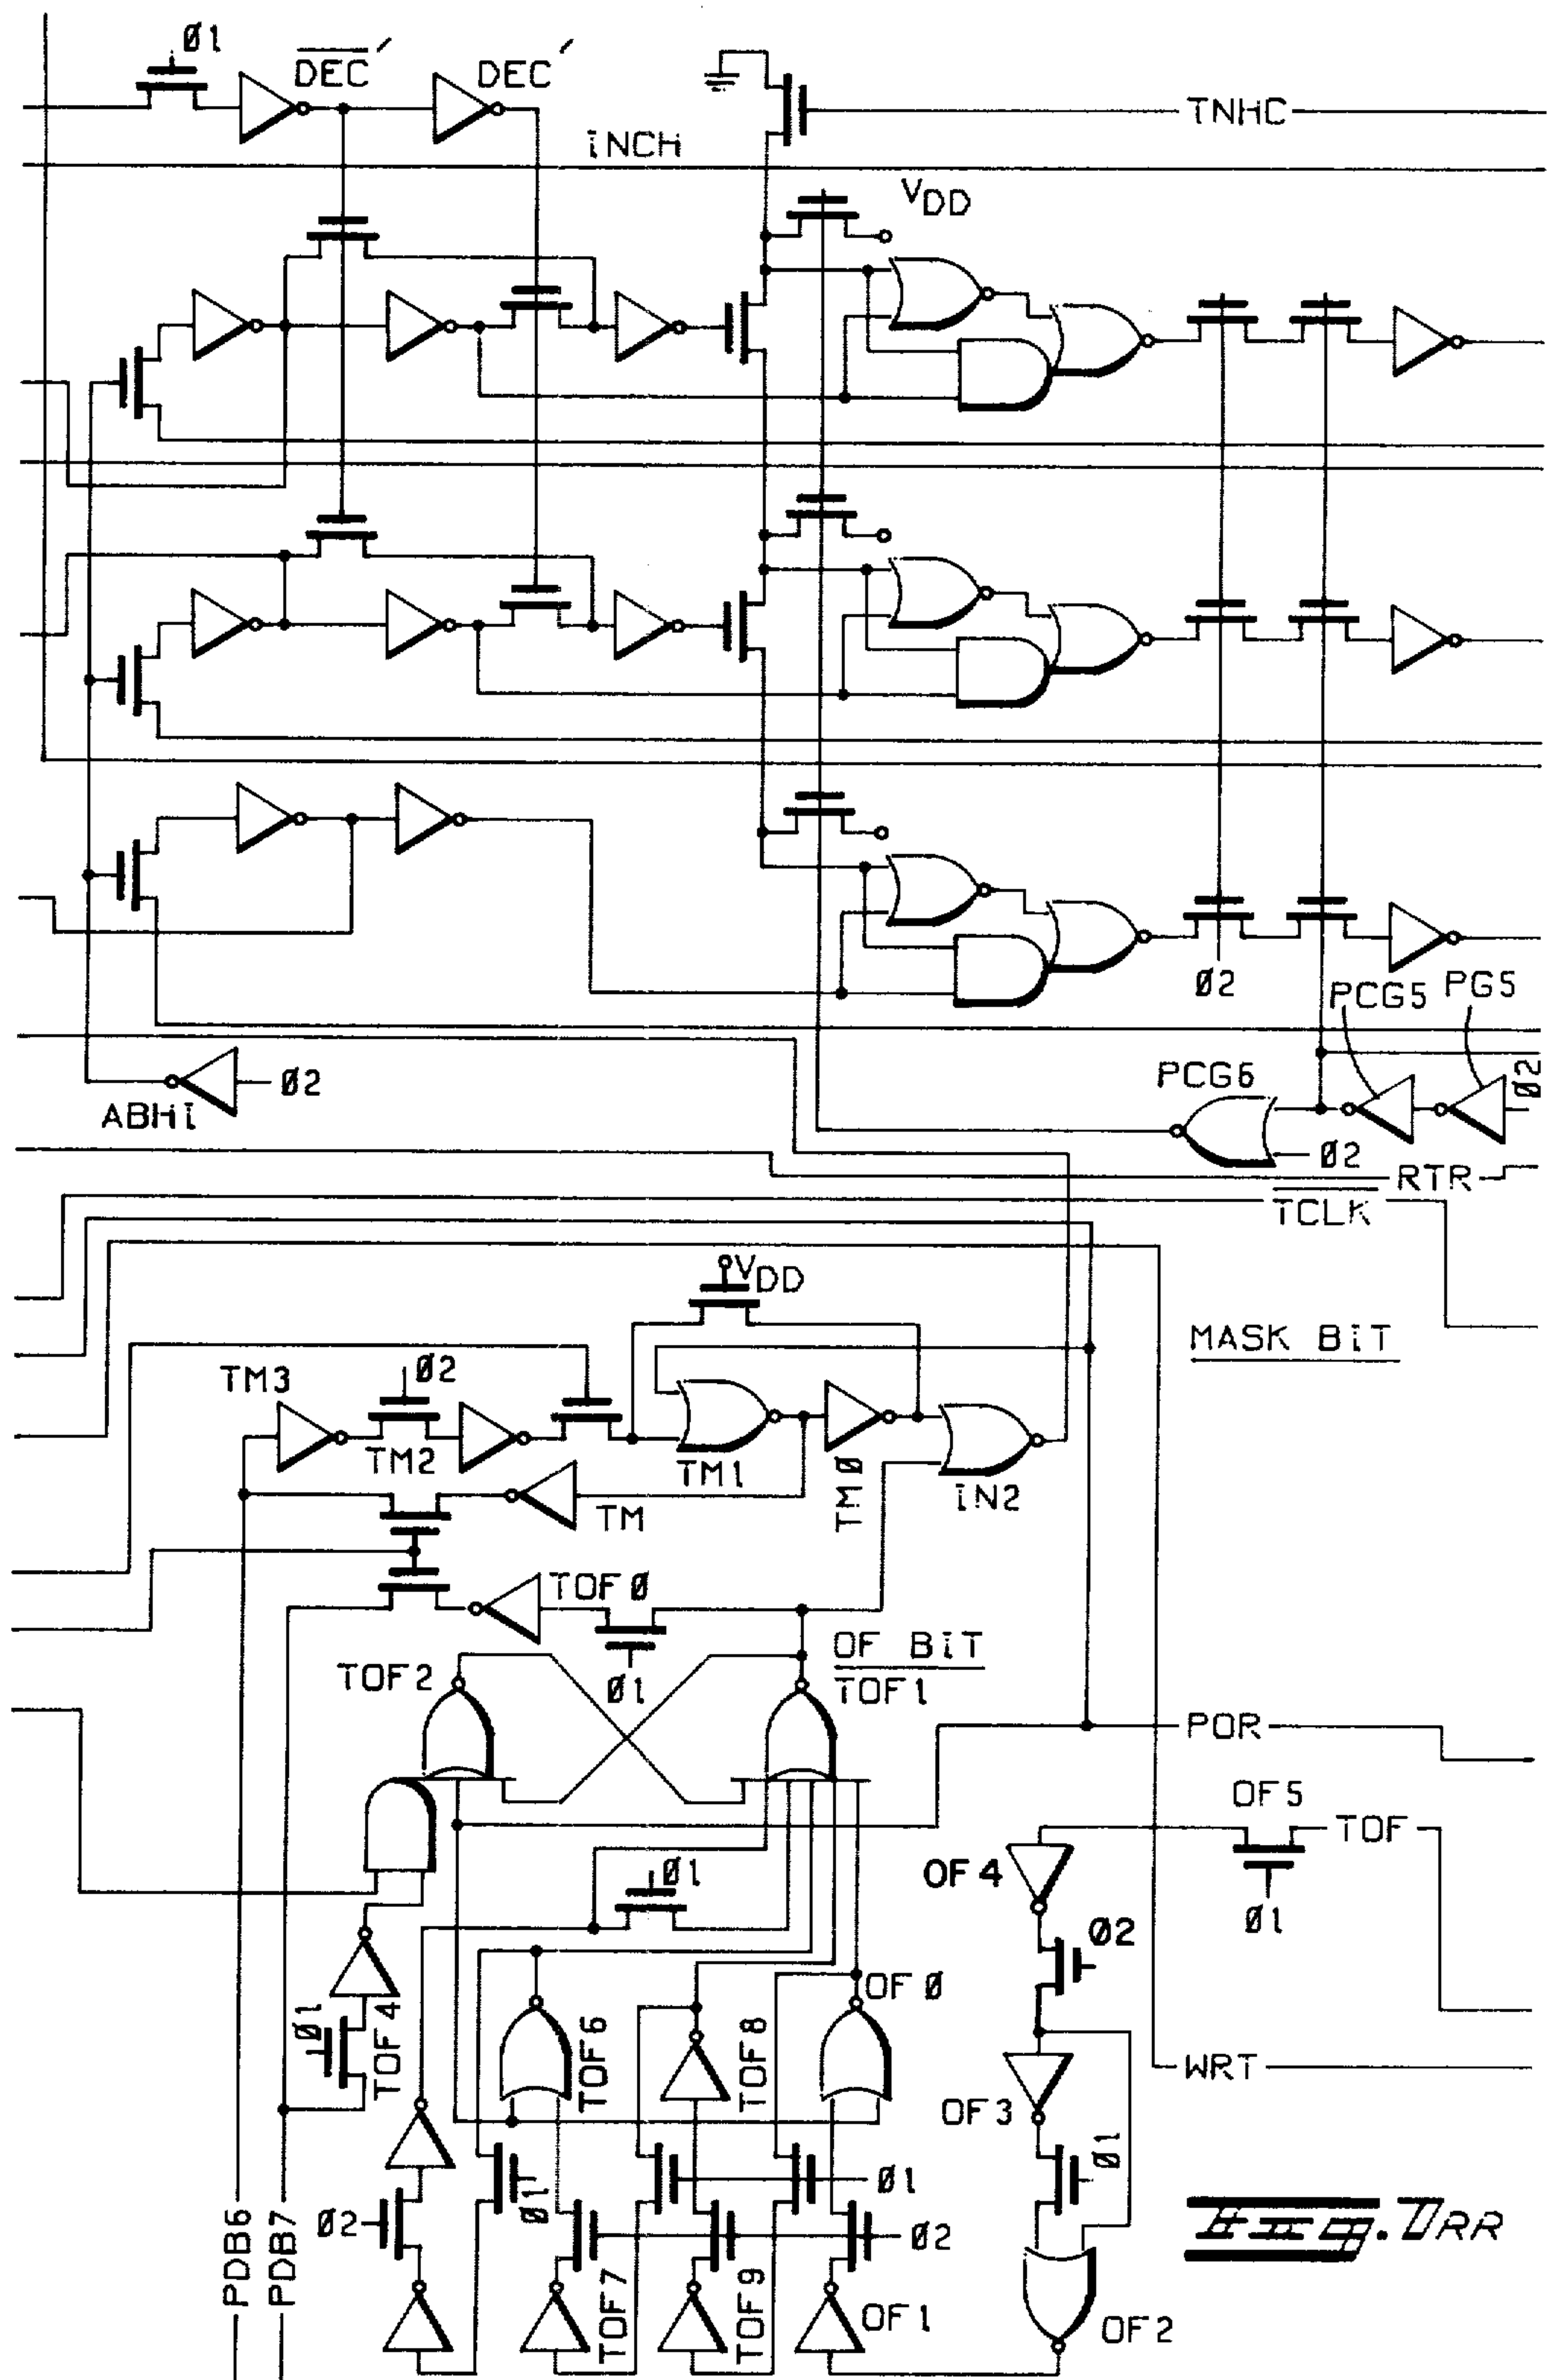 Ø1
DEC′
DEC′
TNHC
INCH
VDD
Ø2
PCG5
PG5
PCG6
Ø2
Ø2
ABHI
Ø2
RTR
TCLK
VDD
MASK BIT
TM3
Ø2
TM2
TM1
TMØ
IN2
TM
TOFØ
OF BIT
TOF2
Ø1
TOF1
POR
OF5
TOF
OF4
Ø1
Ø1
Ø2
OFØ
Ø1
TOF4
TOF6
TOF8
WRT
OF3
Ø1
Ø1
Ø1
Ø2
Ø2
PDB6
PDB7
TOF7
TOF9
OF1
OF2
Fig. 7RR